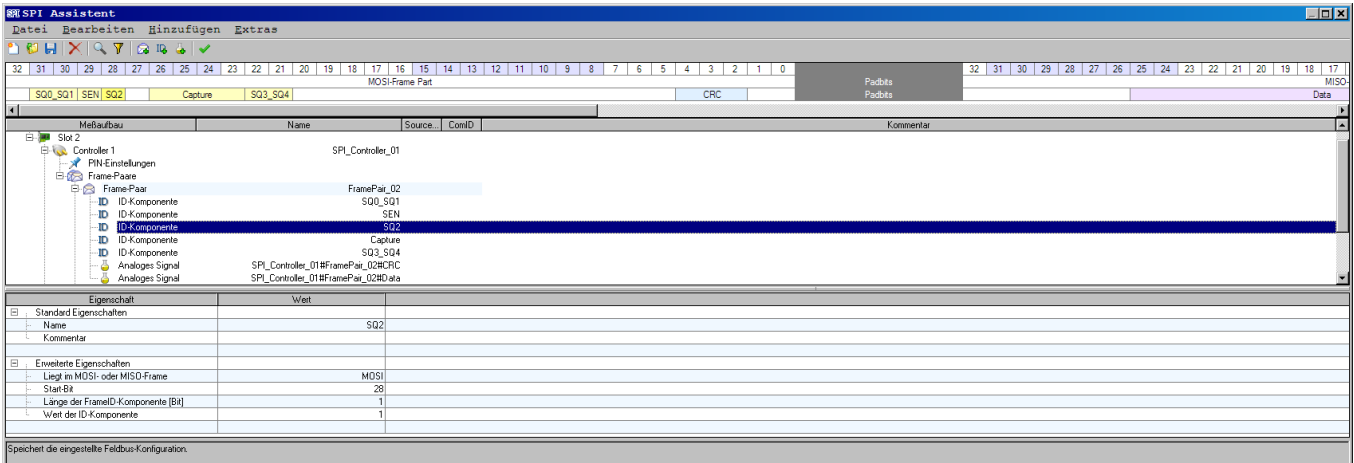 SPI Assistent
Datei Bearbeiten Hinzufügen Extras
32 31 30 29 28 27 26 25 24 23 22 21 20 19 18 17 16 15 14 13 12 11 10 9 8 7 6 5 4 3 2 1 0 32 31 30 29 28 27 26 25 24 23 22 21 20 19 18 17
MOSI-Frame Part Padbits MISO-
SQ0_SQ1 SEN SQ2 Capture SQ3_SQ4 CRC Padbits Data
Meßaufbau Name Source... ComID Kommentar
Slot 2
Controller 1 SPI_Controller_01
PIN-Einstellungen
Frame-Paare
Frame-Paar FramePair_02
ID ID-Komponente SQ0_SQ1
ID ID-Komponente SEN
ID ID-Komponente SQ2
ID ID-Komponente Capture
ID ID-Komponente SQ3_SQ4
Analoges Signal SPI_Controller_01#FramePair_02#CRC
Analoges Signal SPI_Controller_01#FramePair_02#Data
Eigenschaft Wert
Standard Eigenschaften
Name SQ2
Kommentar
Erweiterte Eigenschaften
Liegt im MOSI- oder MISO-Frame MOSI
Start-Bit 28
Länge der FrameID-Komponente [Bit] 1
Wert der ID-Komponente 1
Speichert die eingestellte Feldbus-Konfiguration.